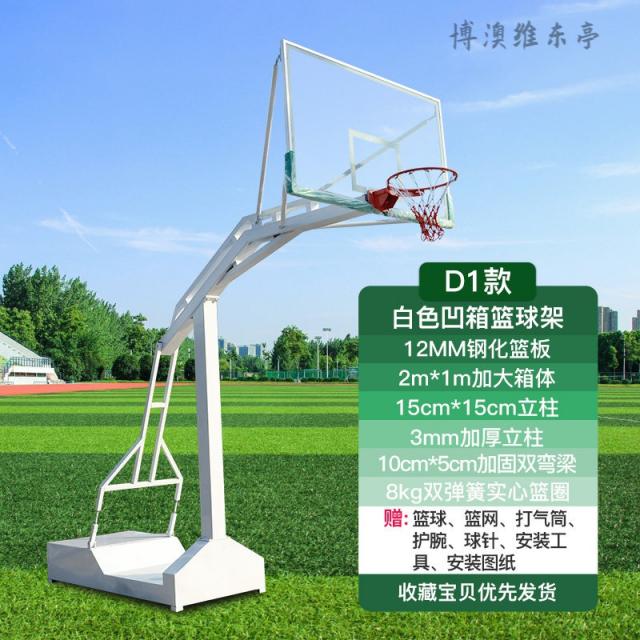 博澳维东亭
D1款
白色凹箱篮球架
12MM钢化篮板
2m*1m加大箱体
15cm*15cm立柱
3mm加厚立柱
10cm*5cm加固双弯梁
8kg双弹簧实心篮圈
赠: 篮球、篮网、打气筒、
护腕、球针、安装工
具、安装图纸
收藏宝贝优先发货